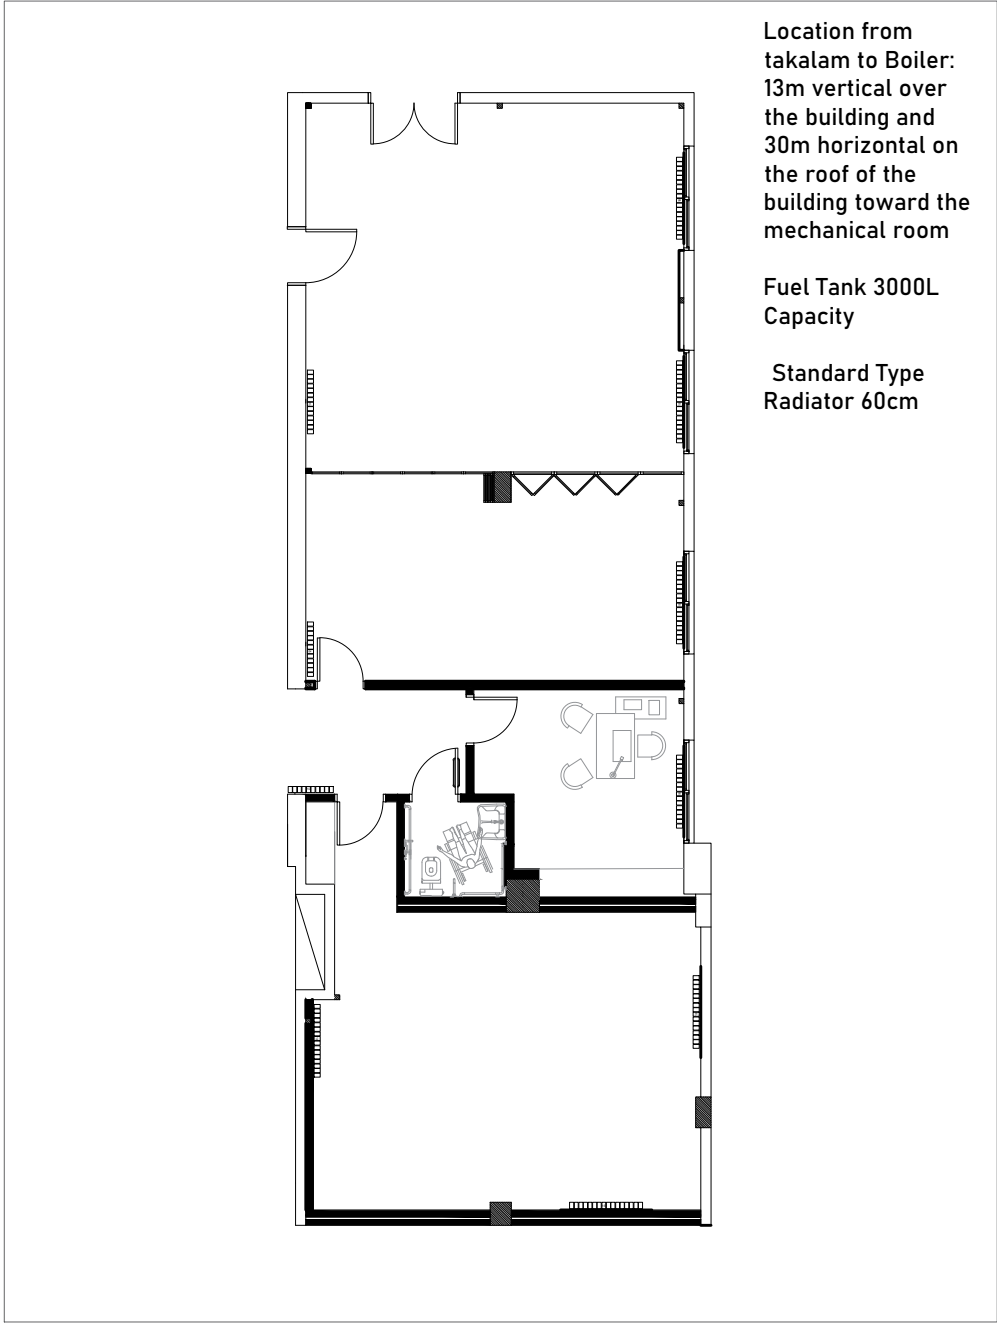 Location from
takalam to Boiler:
13m vertical over
the building and
30m horizontal on
the roof of the
building toward the
mechanical room
Fuel Tank 3000L
Capacity
Standard Type
Radiator 60cm